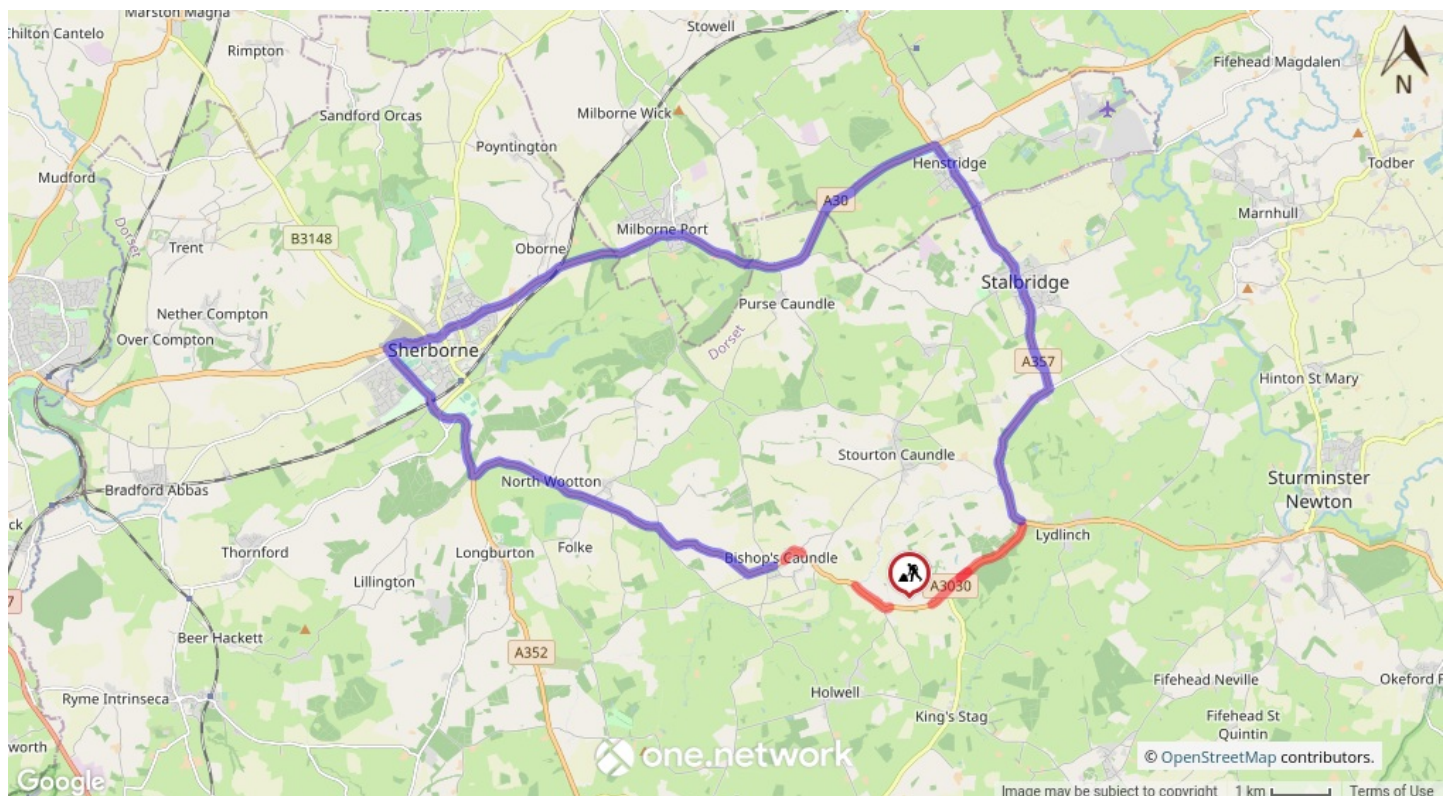 Marston Magna
Chilton Cantelo
Rimpton
Stowell
Fifehead Magdalen
N
Sandford Orcas
Milborne Wick
Poyntington
Henstridge
Todber
Mudford
A30
Marnhull
Dorset
Trent
B3148
Oborne
Milborne Port
Stalbridge
Nether Compton
Purse Caundle
Over Compton
Sherborne
Dorset
A357
Hinton St Mary
Stourton Caundle
Bradford Abbas
North Wootton
Sturminster
Newton
ck
Thornford
Longburton
Folke
Bishop's Caundle
Lydlinch
Lillington
A3030
7
Beer Hackett
A352
Ryme Intrinseca
Holwell
Fifehead Neville
Okeford F
King's Stag
Fifehead St
Quintin
worth
one.network
© OpenStreetMap contributors.
Google
Image may be subject to copyright 1 km Terms of Use